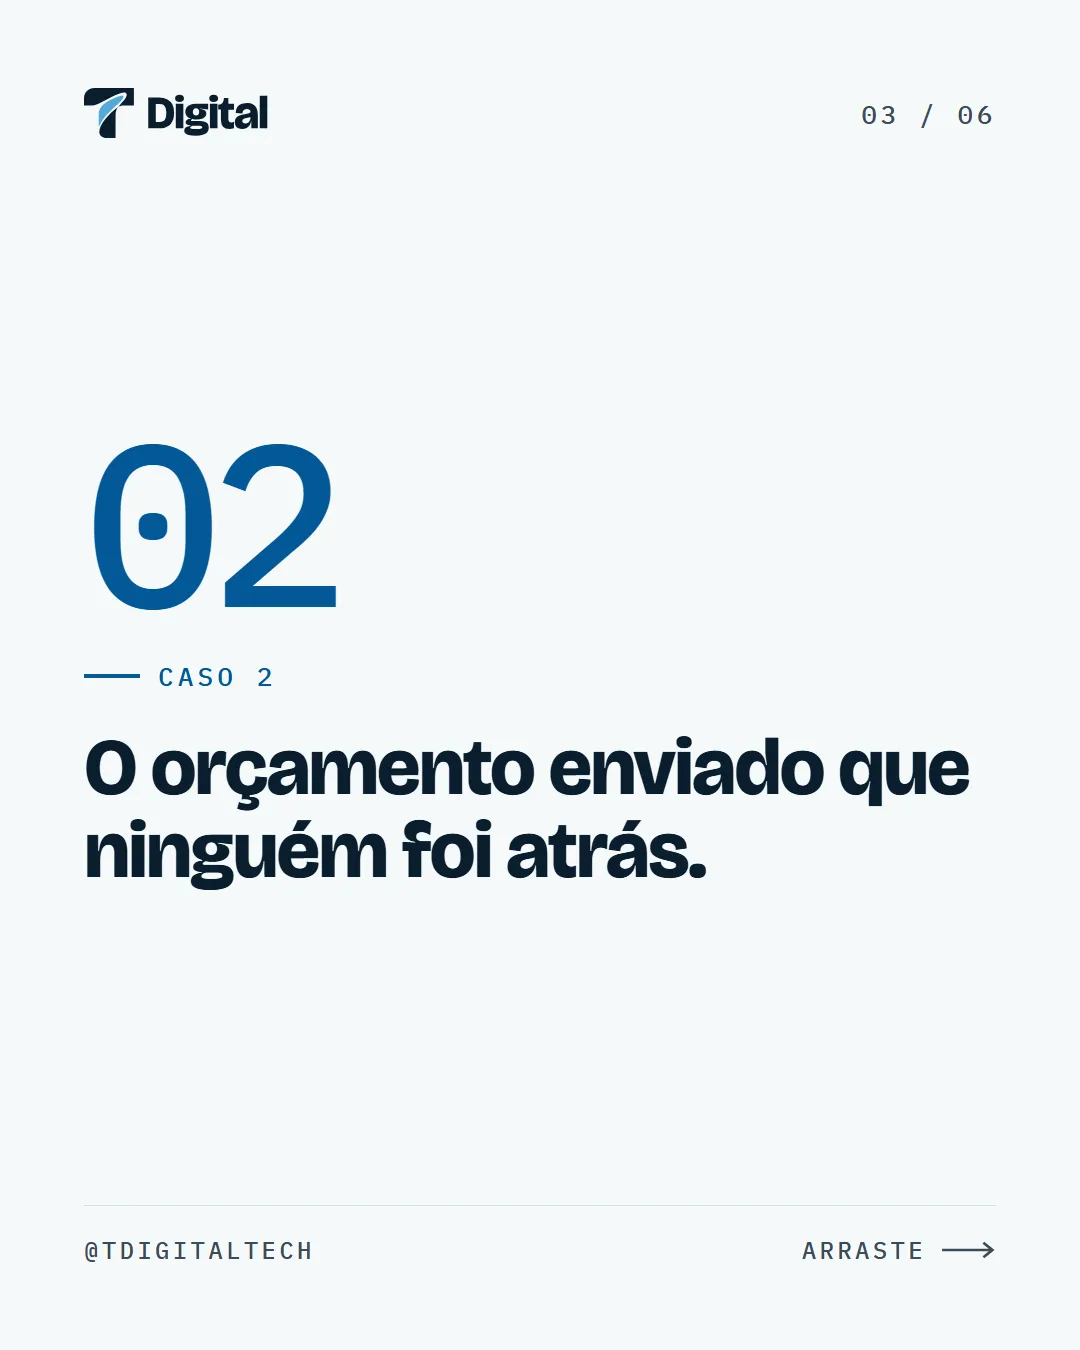 T Digital
03 / 06
02
CASO 2
O orçamento enviado que
ninguém foi atrás.
@TDIGITALTECH
ARRASTE